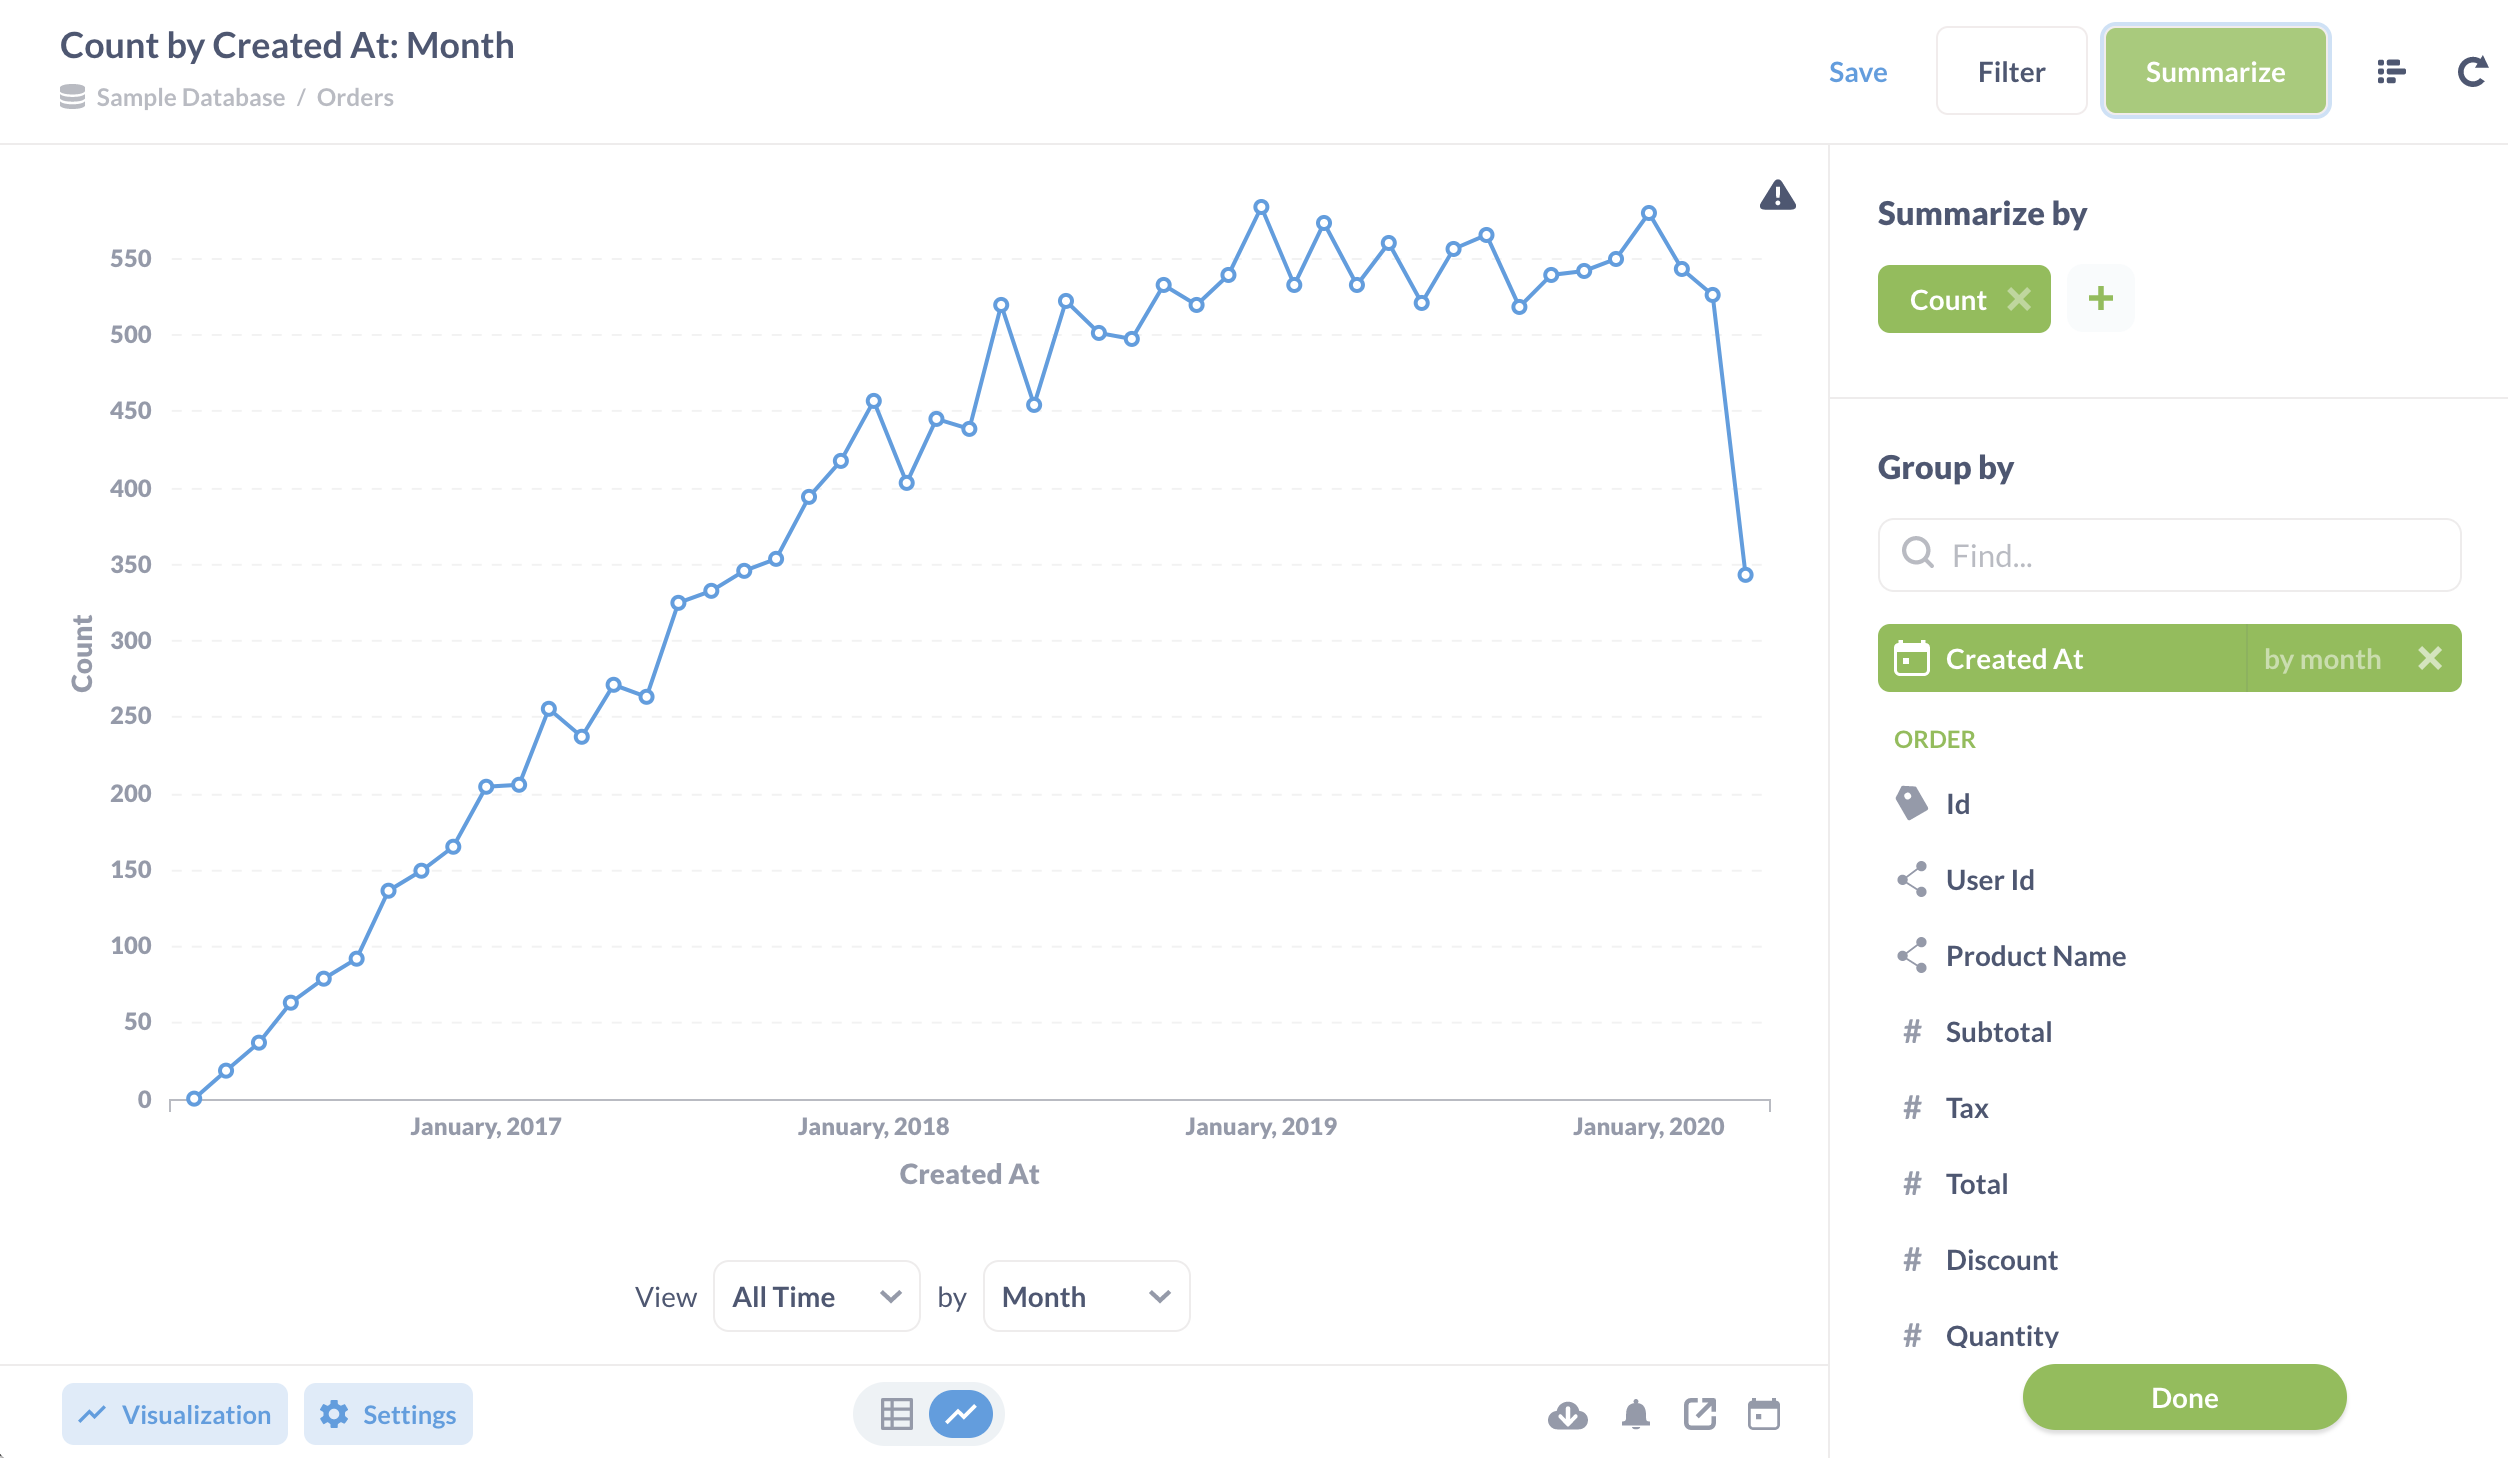 Count by Created At: Month
Sample Database / Orders
Save
Filter
Summarize
550
500
450
400
350
300
250
200
150
100
50
0
Count
January, 2017
January, 2018
January, 2019
January, 2020
Created At
View
All Time
by
Month
Visualization
Settings
Summarize by
Count
Group by
Find...
Created At
by month
ORDER
Id
User Id
Product Name
# Subtotal
# Tax
# Total
# Discount
# Quantity
Done